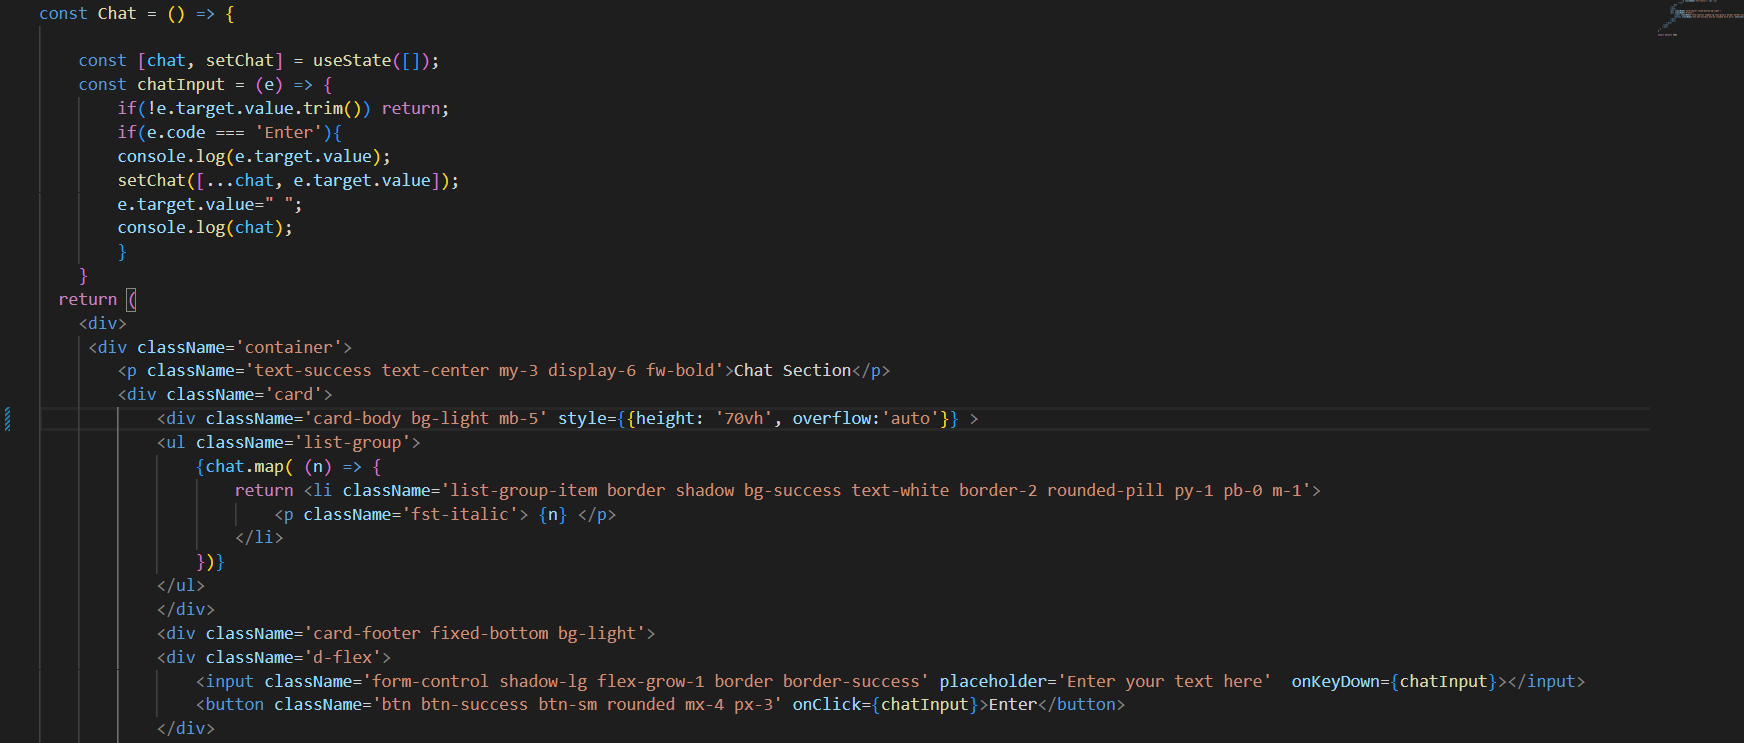 const Chat = () => {
const [chat, setChat] = useState([]);
const chatInput = (e) => {
if(!e.target.value.trim()) return;
if(e.code === 'Enter'){
console.log(e.target.value);
setChat([...chat, e.target.value]);
e.target.value=" ";
console.log(chat);
}
}
return (
<div>
<div className='container'>
<p className='text-success text-center my-3 display-6 fw-bold'>Chat Section</p>
<div className='card'>
<div className='card-body bg-light mb-5' style={{height: '70vh', overflow:'auto'}} >
<ul className='list-group'>
{chat.map( (n) => {
return <li className='list-group-item border shadow bg-success text-white border-2 rounded-pill py-1 pb-0 m-1'>
<p className='fst-italic'> {n} </p>
</li>
})}
</ul>
</div>
<div className='card-footer fixed-bottom bg-light'>
<div className='d-flex'>
<input className='form-control shadow-lg flex-grow-1 border border-success' placeholder='Enter your text here'  onKeyDown={chatInput}></input>
<button className='btn btn-success btn-sm rounded mx-4 px-3' onClick={chatInput}>Enter</button>
</div>